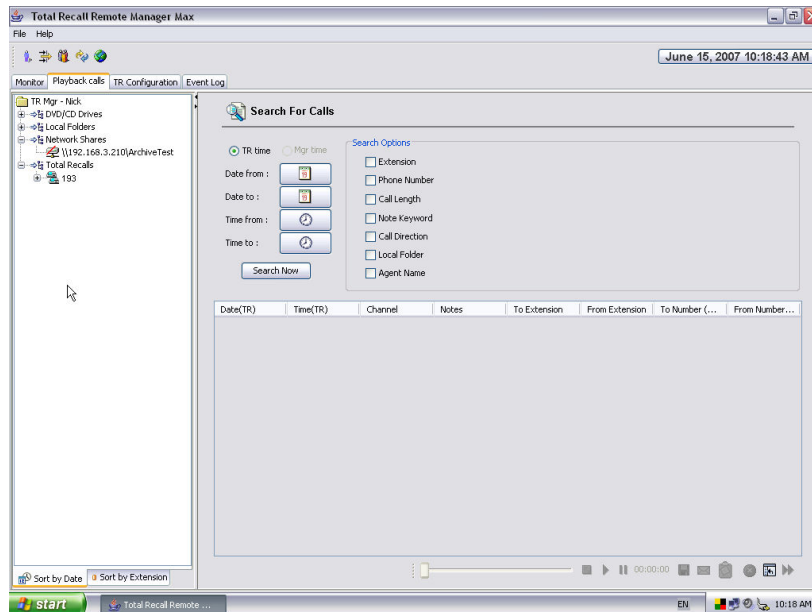 Total Recall Remote Manager Max
File Help
June 15, 2007 10:18:43 AM
Monitor Playback calls TR Configuration Event Log
TR Mgr - Nick
DVD/CD Drives
Local Folders
Network Shares
\\192.168.3.210\ArchiveTest
Total Recalls
193
Search For Calls
TR time Mgr time
Date from :
Date to :
Time from :
Time to :
Search Now
Search Options
Extension
Phone Number
Call Length
Note Keyword
Call Direction
Local Folder
Agent Name
Date(TR) Time(TR) Channel Notes To Extension From Extension To Number (... From Number...
00:00:00
Sort by Date Sort by Extension
start Total Recall Remote ... EN 10:18 AM